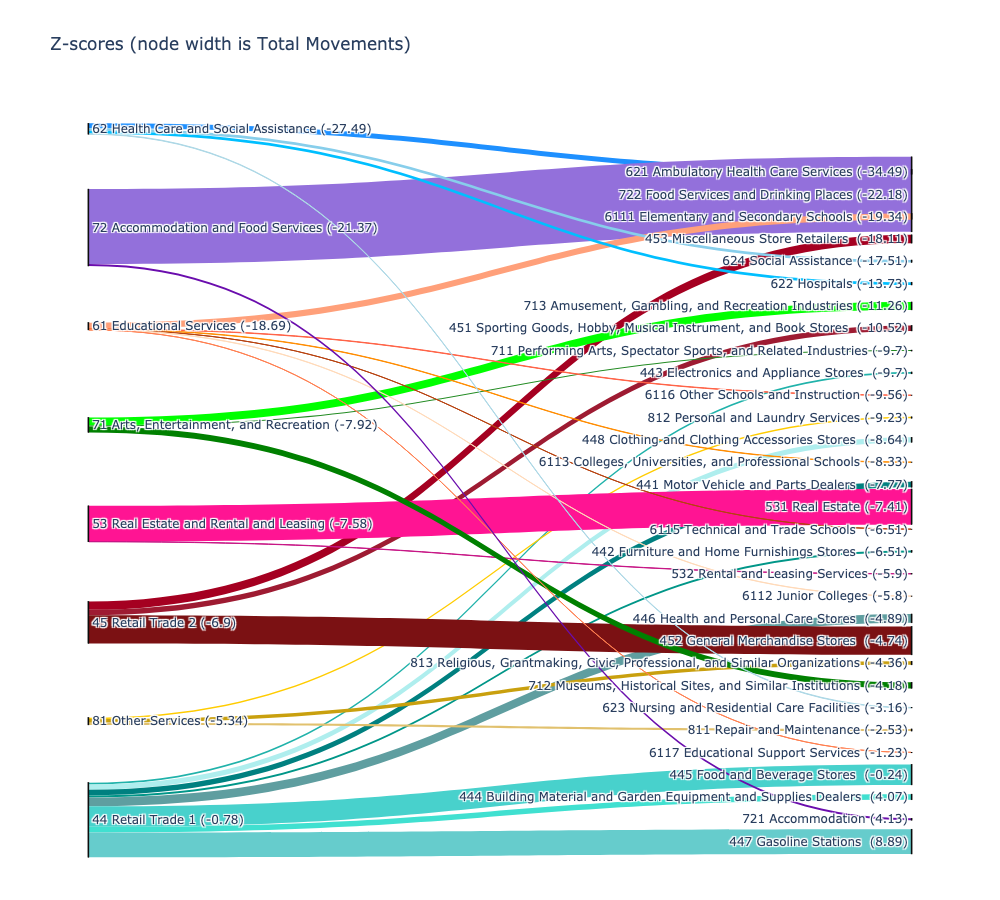 Z-scores (node width is Total Movements)
62 Health Care and Social Assistance (-27.49)
621 Ambulatory Health Care Services (-34.49)
722 Food Services and Drinking Places (-22.18)
6111 Elementary and Secondary Schools (-19.34)
72 Accommodation and Food Services (-21.37)
453 Miscellaneous Store Retailers (-18.11)
624 Social Assistance (-17.51)
622 Hospitals (-13.73)
713 Amusement, Gambling, and Recreation Industries (-11.26)
61 Educational Services (-18.69)
451 Sporting Goods, Hobby, Musical Instrument, and Book Stores (-10.52)
711 Performing Arts, Spectator Sports, and Related Industries (-9.7)
443 Electronics and Appliance Stores (-9.7)
6116 Other Schools and Instruction (-9.56)
812 Personal and Laundry Services (-9.23)
71 Arts, Entertainment, and Recreation (-7.92)
448 Clothing and Clothing Accessories Stores (-8.64)
6113 Colleges, Universities, and Professional Schools (-8.33)
441 Motor Vehicle and Parts Dealers (-7.77)
531 Real Estate (-7.41)
53 Real Estate and Rental and Leasing (-7.58)
6115 Technical and Trade Schools (-6.51)
442 Furniture and Home Furnishings Stores (-6.51)
532 Rental and Leasing Services (-5.9)
6112 Junior Colleges (-5.8)
446 Health and Personal Care Stores (-4.89)
45 Retail Trade 2 (-6.9)
452 General Merchandise Stores (-4.74)
813 Religious, Grantmaking, Civic, Professional, and Similar Organizations (-4.36)
712 Museums, Historical Sites, and Similar Institutions (-4.18)
623 Nursing and Residential Care Facilities (-3.16)
81 Other Services (-5.34)
811 Repair and Maintenance (-2.53)
6117 Educational Support Services (-1.23)
445 Food and Beverage Stores (-0.24)
444 Building Material and Garden Equipment and Supplies Dealers (4.07)
44 Retail Trade 1 (-0.78)
721 Accommodation (4.13)
447 Gasoline Stations (8.89)